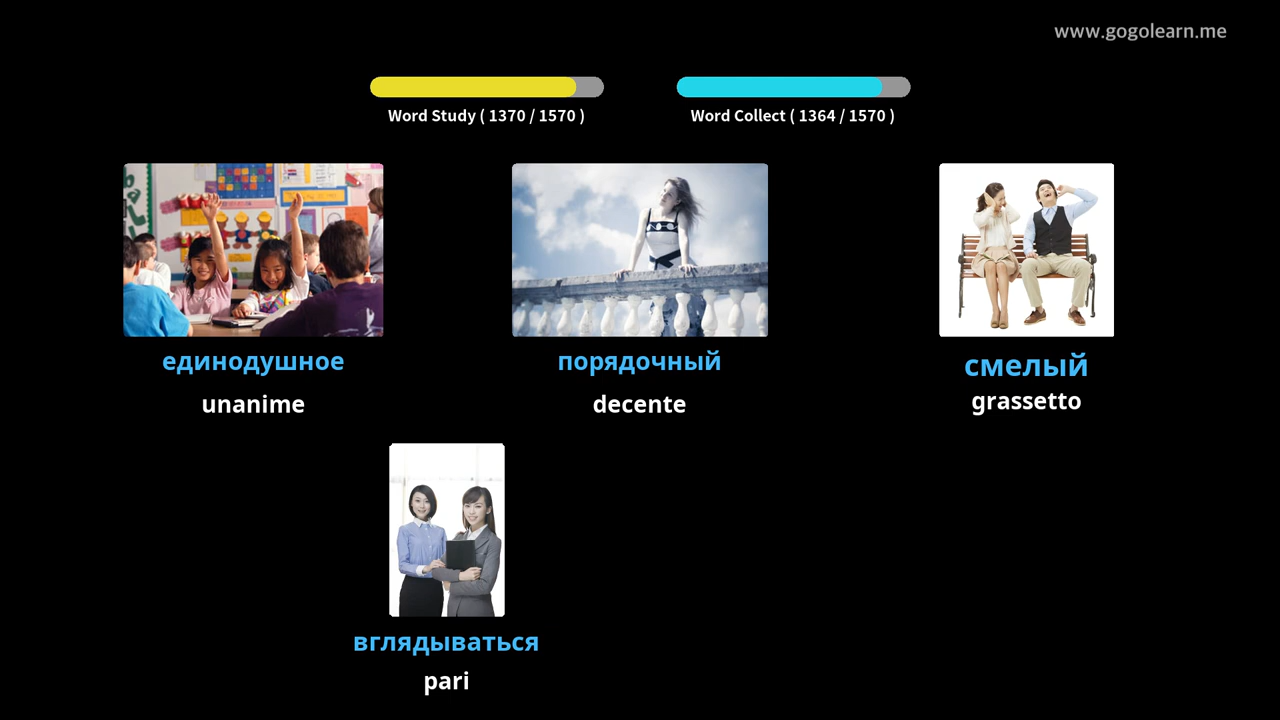 www.gogolearn.me
Word Study ( 1370 / 1570 )
Word Collect ( 1364 / 1570 )
единодушное
unanime
порядочный
decente
смелый
grassetto
вглядываться
pari